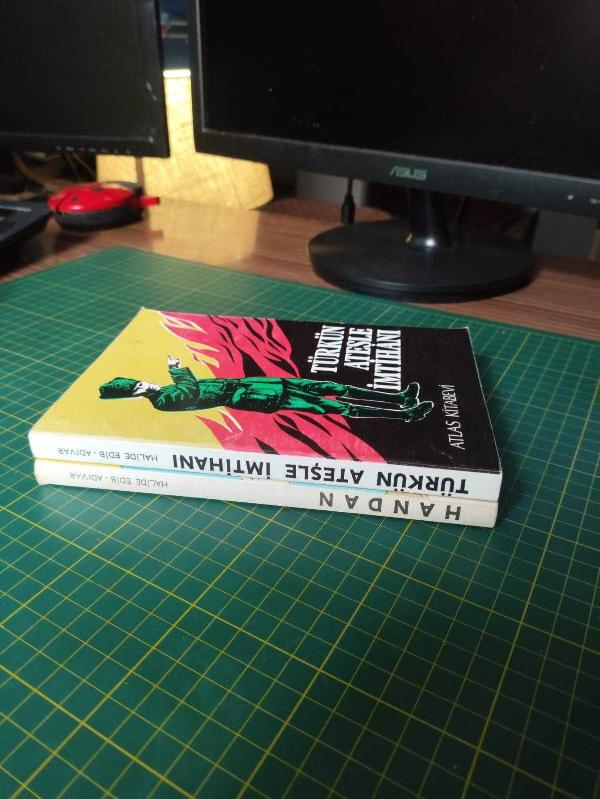 ASUS
TÜRKÜN
ATEŞLE
İMTİHANI
ATLAS KİTABEVİ
HALİDE EDİB - ADIVAR TÜRKÜN ATEŞLE İMTİHANI
HALİDE EDİB - ADIVAR HANDAN